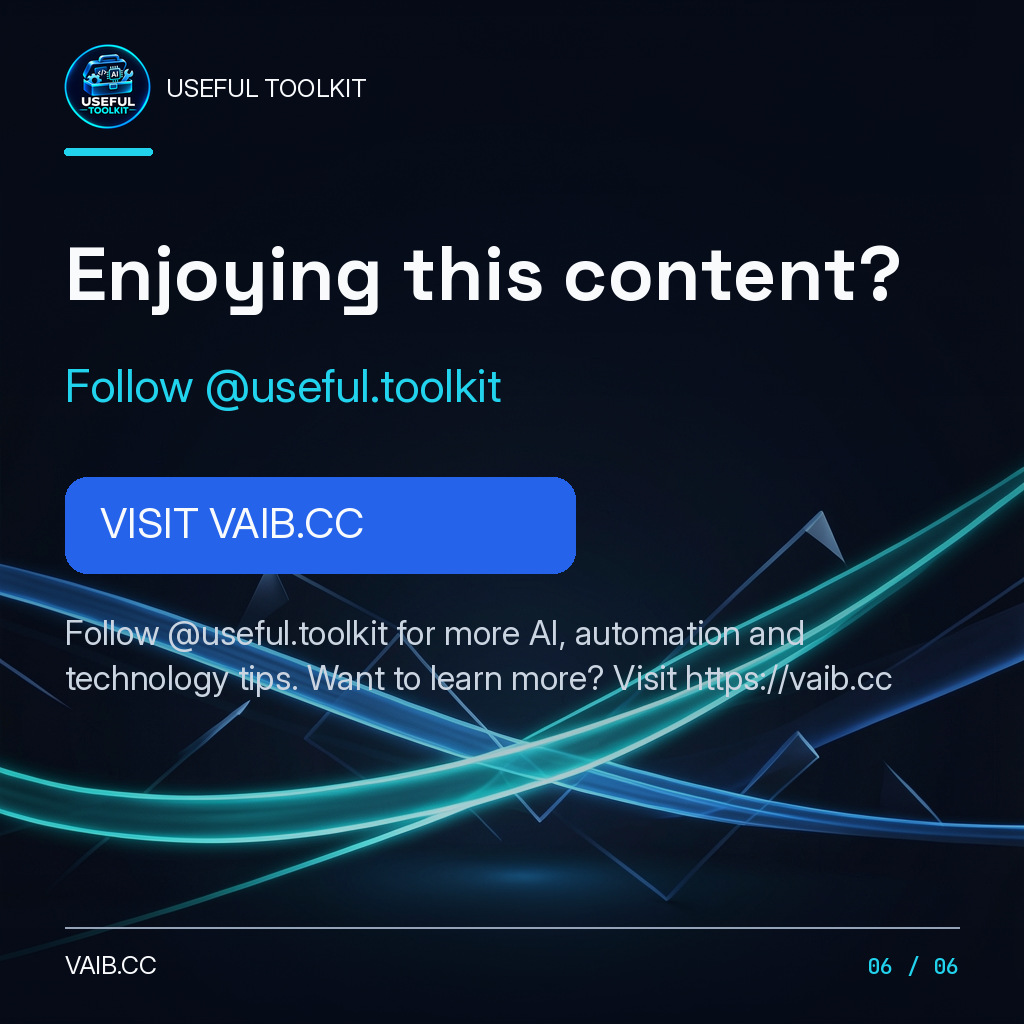 AI
USEFUL
TOOLKIT
USEFUL TOOLKIT
Enjoying this content?
Follow @useful.toolkit
VISIT VAIB.CC
Follow @useful.toolkit for more AI, automation and
technology tips. Want to learn more? Visit https://vaib.cc
VAIB.CC
06 / 06